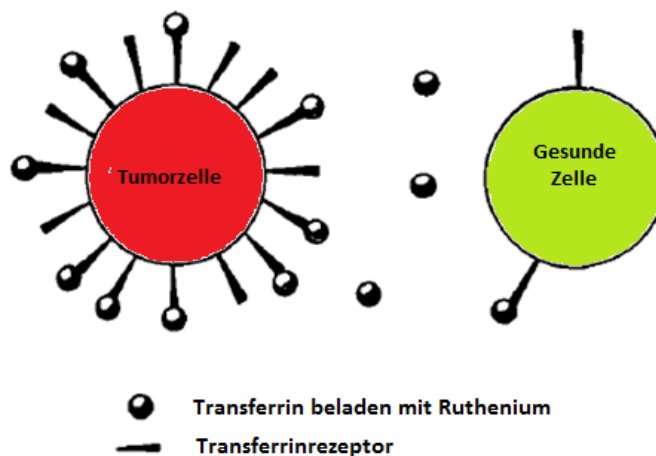 Tumorzelle
Gesunde
Zelle
Transferrin beladen mit Ruthenium
Transferrinrezeptor